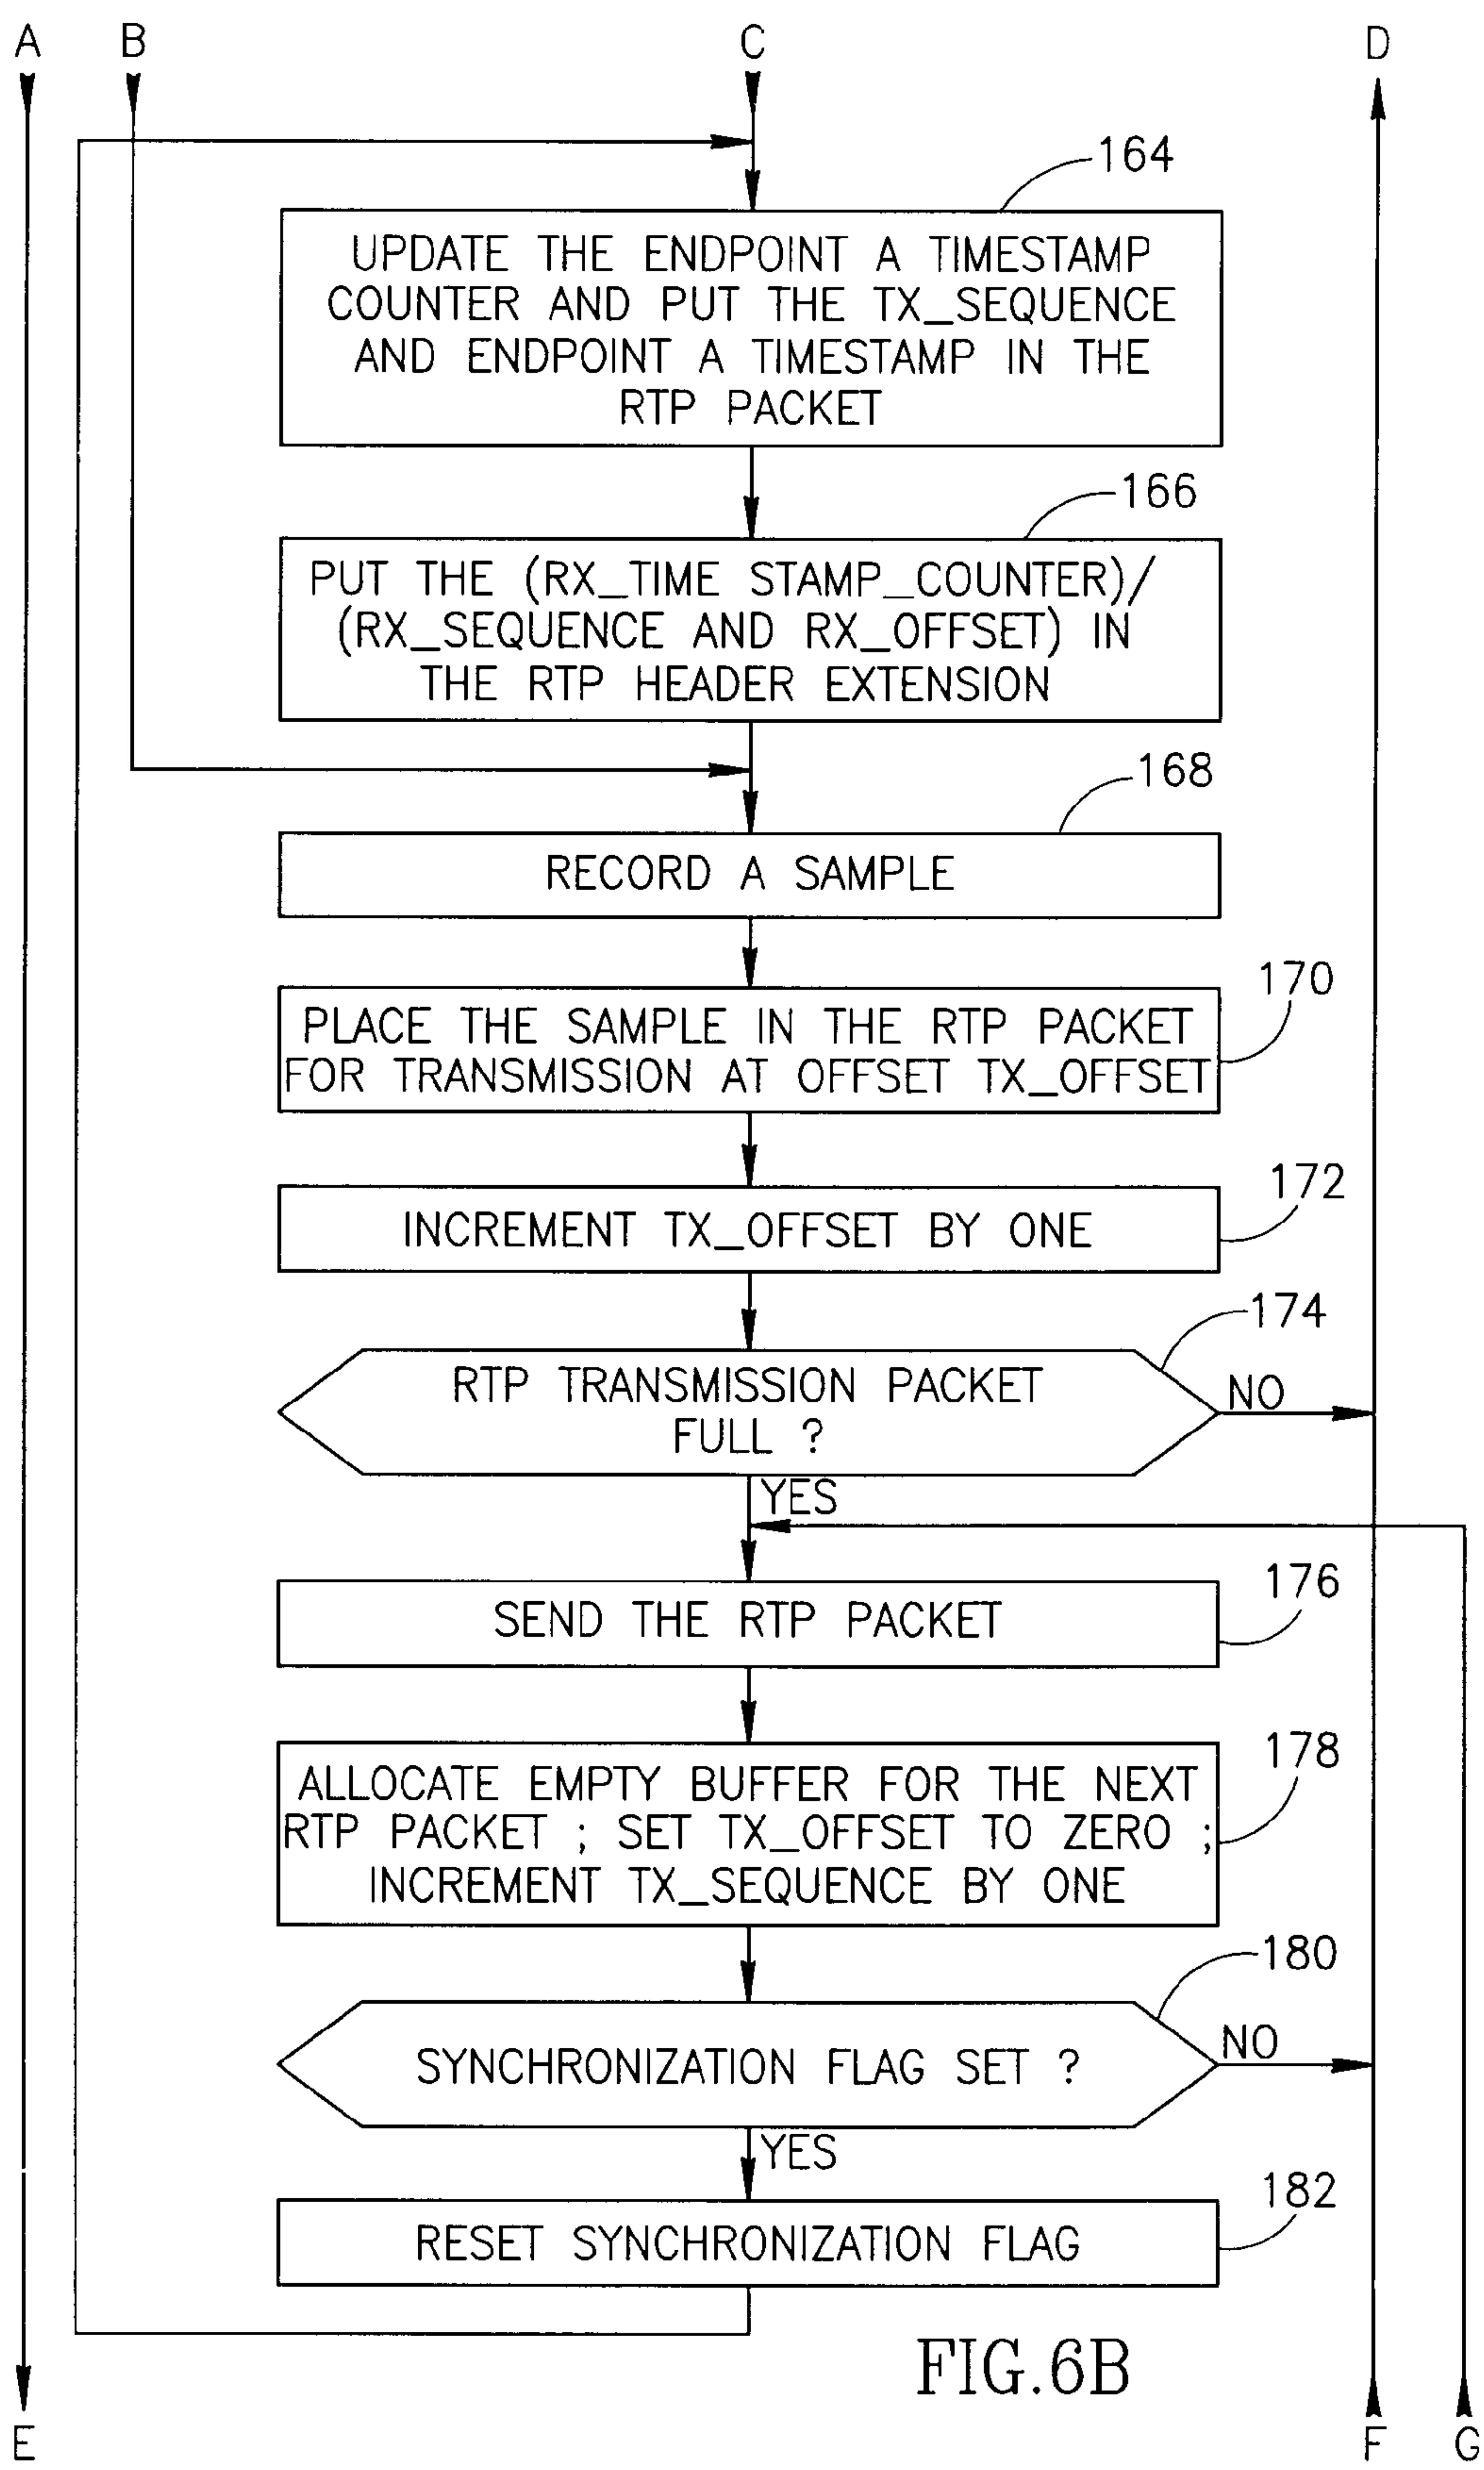 A B C D
164
UPDATE THE ENDPOINT A TIMESTAMP
COUNTER AND PUT THE TX_SEQUENCE
AND ENDPOINT A TIMESTAMP IN THE
RTP PACKET
166
PUT THE (RX_TIME STAMP_COUNTER)/
(RX_SEQUENCE AND RX_OFFSET) IN
THE RTP HEADER EXTENSION
168
RECORD A SAMPLE
170
PLACE THE SAMPLE IN THE RTP PACKET
FOR TRANSMISSION AT OFFSET TX_OFFSET
172
INCREMENT TX_OFFSET BY ONE
174
RTP TRANSMISSION PACKET
FULL ?
NO
YES
176
SEND THE RTP PACKET
178
ALLOCATE EMPTY BUFFER FOR THE NEXT
RTP PACKET ; SET TX_OFFSET TO ZERO ;
INCREMENT TX_SEQUENCE BY ONE
180
SYNCHRONIZATION FLAG SET ?
NO
YES
182
RESET SYNCHRONIZATION FLAG
FIG.6B
E F G